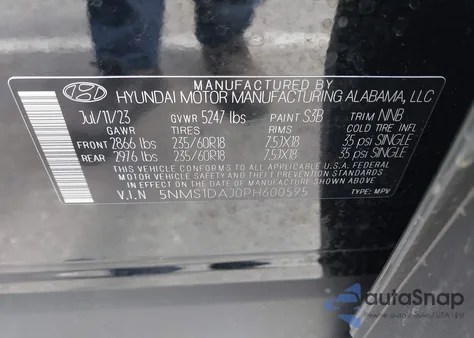 MANUFACTURED BY
HYUNDAI MOTOR MANUFACTURING ALABAMA, LLC
Jul/11/23 GVWR 5247 lbs PAINT S3B TRIM NNB
GAWR TIRES RIMS COLD TIRE PRESSURE
FRONT 2866 lbs 235/60R18 7.5JX18 35 psi SINGLE
REAR 2976 lbs 235/60R18 7.5JX18 35 psi SINGLE
THIS VEHICLE CONFORMS TO ALL APPLICABLE U.S.A. FEDERAL
MOTOR VEHICLE SAFETY AND THEFT PREVENTION STANDARDS
IN EFFECT ON THE DATE OF MANUFACTURE SHOWN ABOVE.
V.I.N 5NMS1DAJ0PH600595 TYPE: MPV
autaSnap